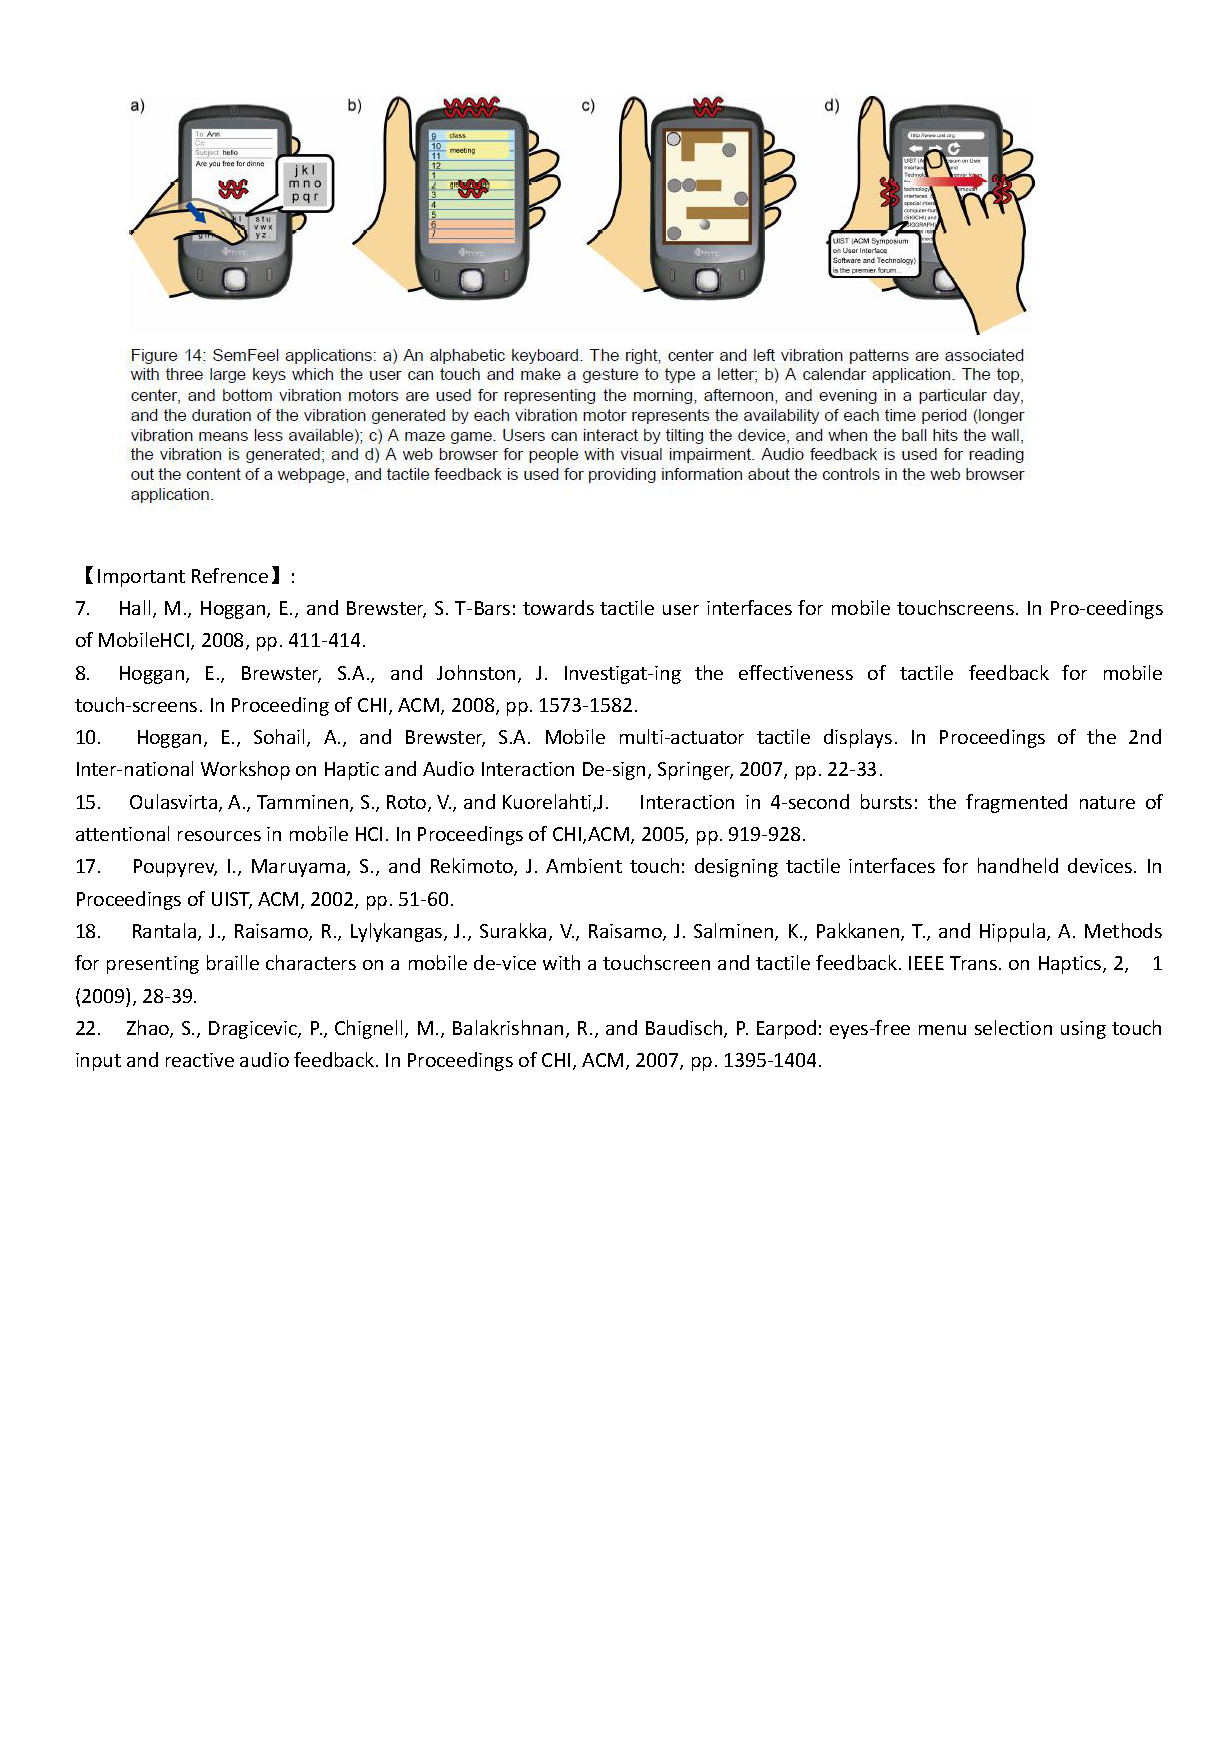 a)
b)
c)
d)
To: Ann
Cc:
Subject: hello
Are you free for dinne
j k l
m n o
p q r
s t u
v w x
y z .
9 class
10 meeting
11
12
1
2
3
4
5
6
7
http://www.uist.org
UIST (ACM Symposium
on User Interface
Software and Technology)
is the premier forum...
Figure 14: SemFeel applications: a) An alphabetic keyboard. The right, center and left vibration patterns are associated
with three large keys which the user can touch and make a gesture to type a letter; b) A calendar application. The top,
center, and bottom vibration motors are used for representing the morning, afternoon, and evening in a particular day,
and the duration of the vibration generated by each vibration motor represents the availability of each time period (longer
vibration means less available); c) A maze game. Users can interact by tilting the device, and when the ball hits the wall,
the vibration is generated; and d) A web browser for people with visual impairment. Audio feedback is used for reading
out the content of a webpage, and tactile feedback is used for providing information about the controls in the web browser
application.
【Important Refrence】:
7. Hall, M., Hoggan, E., and Brewster, S. T-Bars: towards tactile user interfaces for mobile touchscreens. In Pro-ceedings
of MobileHCI, 2008, pp. 411-414.
8. Hoggan, E., Brewster, S.A., and Johnston, J. Investigat-ing the effectiveness of tactile feedback for mobile
touch-screens. In Proceeding of CHI, ACM, 2008, pp. 1573-1582.
10. Hoggan, E., Sohail, A., and Brewster, S.A. Mobile multi-actuator tactile displays. In Proceedings of the 2nd
Inter-national Workshop on Haptic and Audio Interaction De-sign, Springer, 2007, pp. 22-33.
15. Oulasvirta, A., Tamminen, S., Roto, V., and Kuorelahti,J. Interaction in 4-second bursts: the fragmented nature of
attentional resources in mobile HCI. In Proceedings of CHI,ACM, 2005, pp. 919-928.
17. Poupyrev, I., Maruyama, S., and Rekimoto, J. Ambient touch: designing tactile interfaces for handheld devices. In
Proceedings of UIST, ACM, 2002, pp. 51-60.
18. Rantala, J., Raisamo, R., Lylykangas, J., Surakka, V., Raisamo, J. Salminen, K., Pakkanen, T., and Hippula, A. Methods
for presenting braille characters on a mobile de-vice with a touchscreen and tactile feedback. IEEE Trans. on Haptics, 2, 1
(2009), 28-39.
22. Zhao, S., Dragicevic, P., Chignell, M., Balakrishnan, R., and Baudisch, P. Earpod: eyes-free menu selection using touch
input and reactive audio feedback. In Proceedings of CHI, ACM, 2007, pp. 1395-1404.